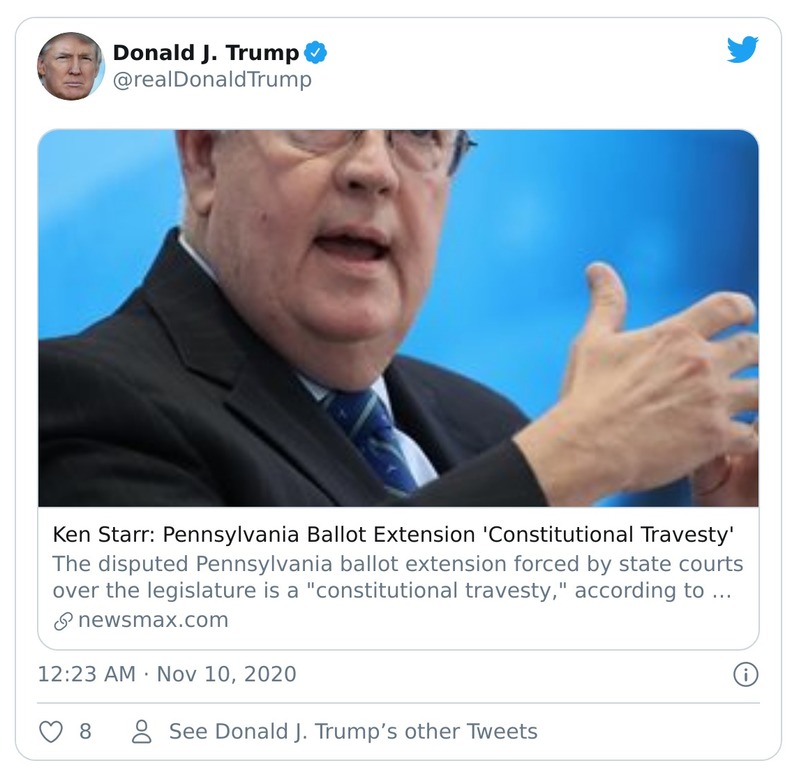 Donald J. Trump
@realDonaldTrump
Ken Starr: Pennsylvania Ballot Extension 'Constitutional Travesty'
The disputed Pennsylvania ballot extension forced by state courts
over the legislature is a "constitutional travesty," according to ...
newsmax.com
12:23 AM · Nov 10, 2020
8 See Donald J. Trump’s other Tweets